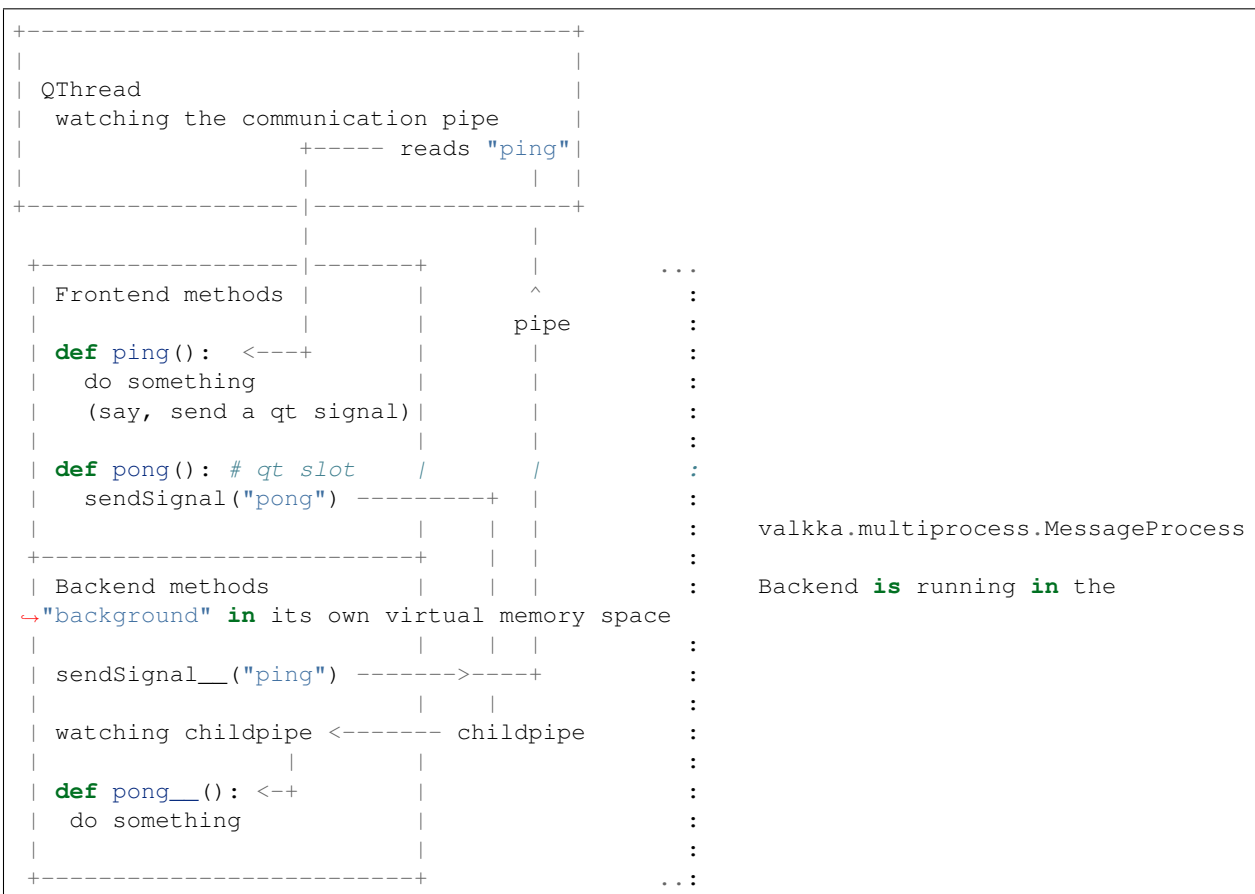 +--------------------------------------+
|                                      |
| QThread                              |
|  watching the communication pipe     |
|                   +----- reads "ping"|
|                   |               |  |
+-------------------|------------------+
                    |               |
 +------------------|-------+       |        ...
 | Frontend methods |       |       ^          :
 |                  |       |      pipe        :
 | def ping():  <---+       |       |          :
 |   do something           |       |          :
 |   (say, send a qt signal)|       |          :
 |                          |       |          :
 | def pong(): # qt slot    |       |          :
 |   sendSignal("pong") ---------+  |          :
 |                          |    |  |          :    valkka.multiprocess.MessageProcess
 +--------------------------+    |  |          :
 | Backend methods          |    |  |          :    Backend is running in the
↪"background" in its own virtual memory space
 |                          |    |  |          :
 | sendSignal__("ping") ------->----+          :
 |                          |    |             :
 | watching childpipe <------- childpipe       :
 |                 |        |                  :
 | def pong__(): <-+        |                  :
 |  do something            |                  :
 |                          |                  :
 +--------------------------+                ..: